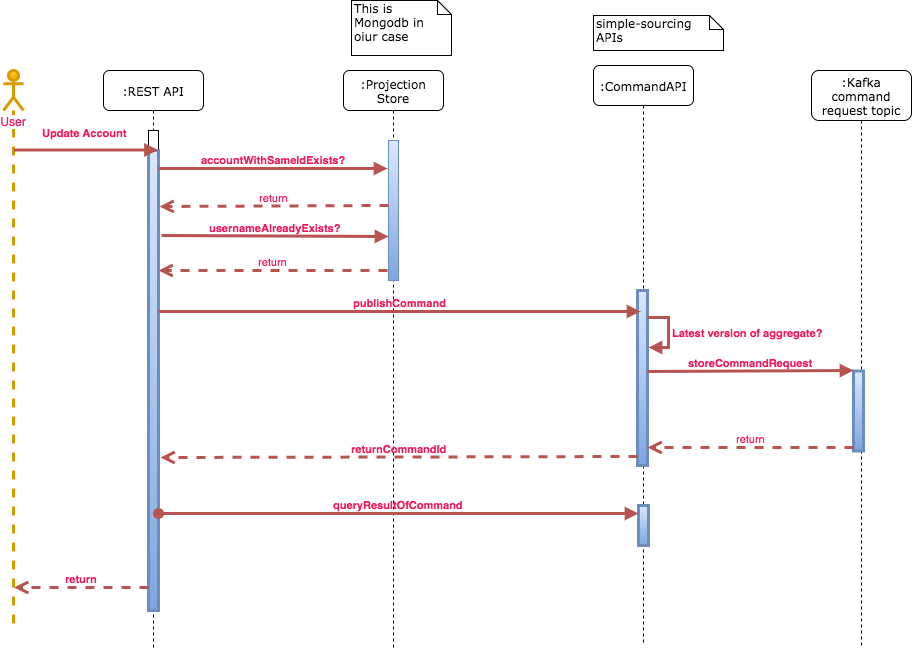 This is
Mongodb in
oiur case
simple-sourcing
APIs
:REST API
:Projection
Store
:CommandAPI
:Kafka
command
request topic
User
Update Account
accountWithSameIdExists?
return
usernameAlreadyExists?
return
publishCommand
Latest version of aggregate?
storeCommandRequest
return
returnCommandId
queryResultOfCommand
return